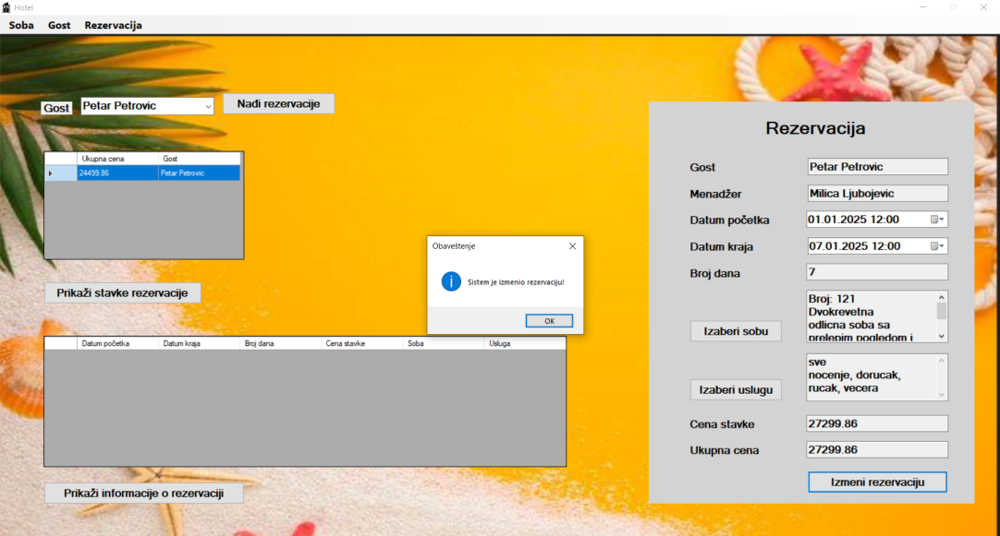 Hotel
Soba Gost Rezervacija
Gost Petar Petrovic Nađi rezervacije
Ukupna cena Gost
24499.86 Petar Petrovic
Prikaži stavke rezervacije
Datum početka Datum kraja Broj dana Cena stavke Soba Usluga
Prikaži informacije o rezervaciji
Obaveštenje
Sistem je izmenio rezervaciju!
OK
Rezervacija
Gost Petar Petrovic
Menadžer Milica Ljubojevic
Datum početka 01.01.2025 12:00
Datum kraja 07.01.2025 12:00
Broj dana 7
Izaberi sobu
Broj: 121
Dvokrevetna
odlicna soba sa
prelepim pogledom i
Izaberi uslugu
sve
nocenje, dorucak,
rucak, vecera
Cena stavke 27299.86
Ukupna cena 27299.86
Izmeni rezervaciju